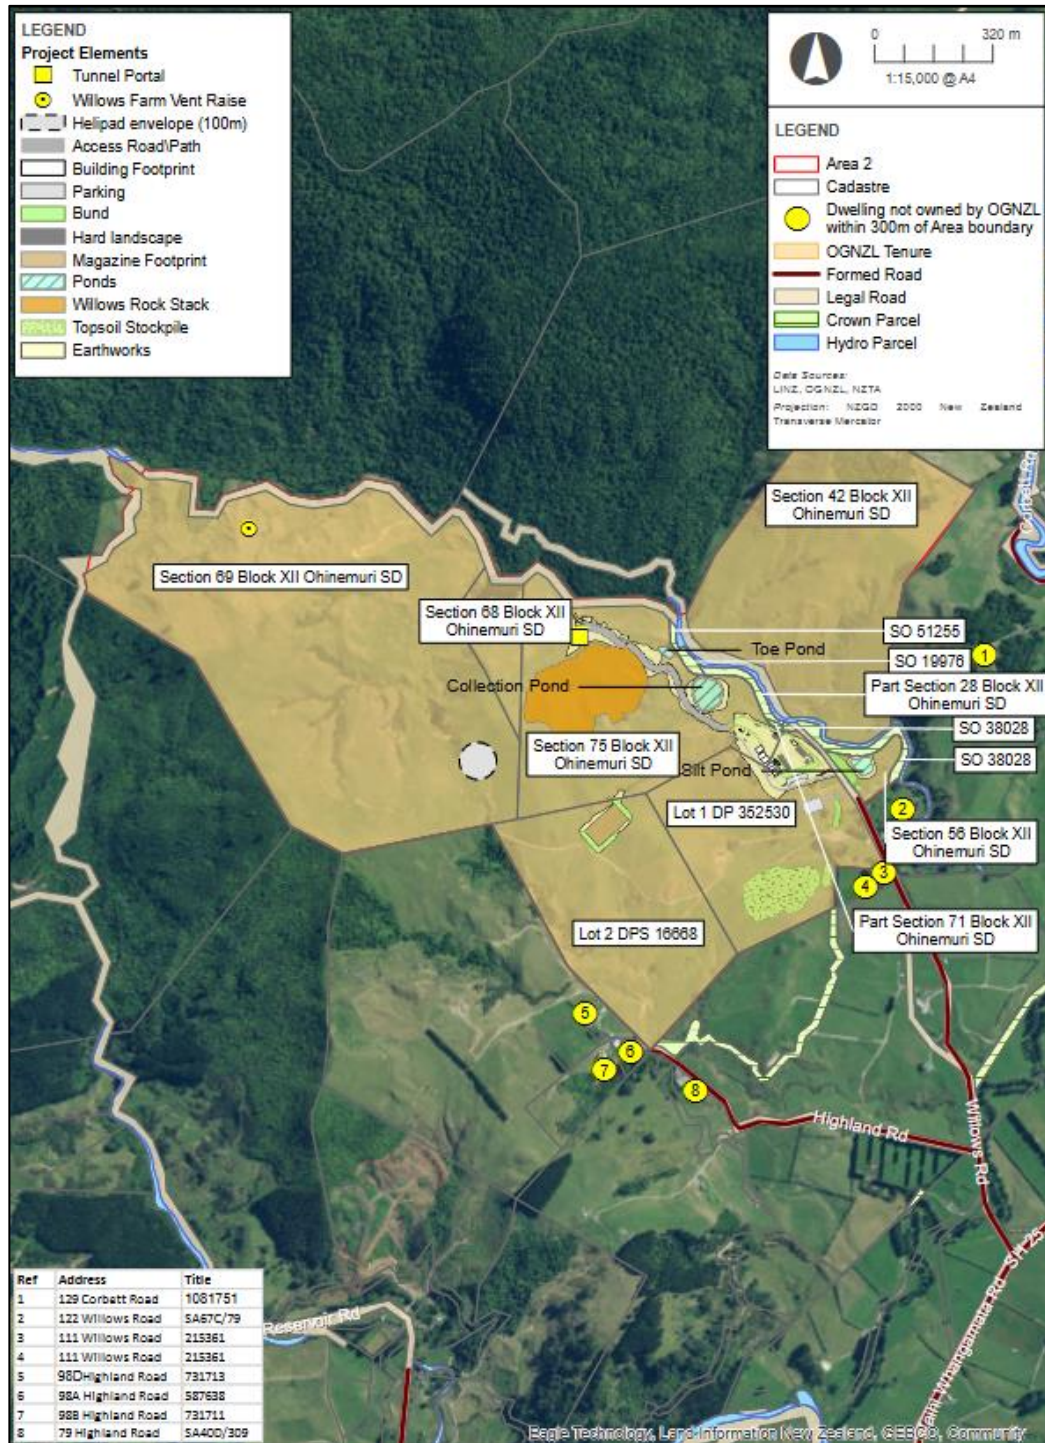 LEGEND
Project Elements
Tunnel Portal
Willows Farm Vent Raise
Helipad envelope (100m)
Access Road\Path
Building Footprint
Parking
Bund
Hard landscape
Magazine Footprint
Ponds
Willows Rock Stack
Topsoil Stockpile
Earthworks
0 320 m
1:15,000 @ A4
LEGEND
Area 2
Cadastre
Dwelling not owned by OGNZL
within 300m of Area boundary
OGNZL Tenure
Formed Road
Legal Road
Crown Parcel
Hydro Parcel
Data Sources:
LINZ, OGNZL, NZTA
Projection: NZGD 2000 New Zealand
Transverse Mercator
Corbett Rd
Section 42 Block XII
Ohinemuri SD
Section 69 Block XII Ohinemuri SD
Section 68 Block XII
Ohinemuri SD
SO 51255
Toe Pond
SO 19976
1
Collection Pond
Part Section 28 Block XII
Ohinemuri SD
SO 38028
Section 75 Block XII
Ohinemuri SD
SO 38028
Silt Pond
Lot 1 DP 352530
2
Section 56 Block XII
Ohinemuri SD
3
4
Part Section 71 Block XII
Ohinemuri SD
Lot 2 DPS 16668
5
6
7
8
Highland Rd
Willows Rd
SH 25
Waihi Whangamata Rd
Reservoir Rd
Ref Address Title
1 129 Corbett Road 1081751
2 122 Willows Road SA67C/79
3 111 Willows Road 215361
4 111 Willows Road 215361
5 98D Highland Road 731713
6 98A Highland Road 587638
7 98B Highland Road 731711
8 79 Highland Road SA40D/309
Eagle Technology, Land Information New Zealand, GEBCO, Community